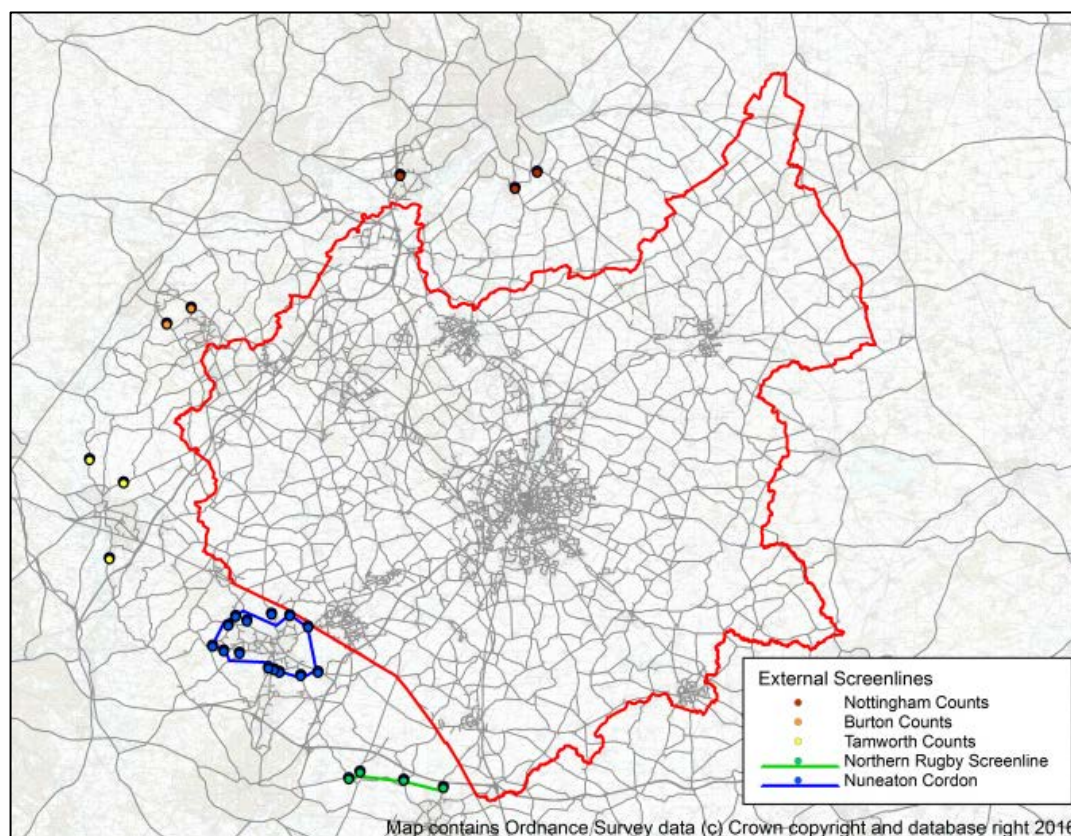 External Screenlines
Nottingham Counts
Burton Counts
Tamworth Counts
Northern Rugby Screenline
Nuneaton Cordon
Map contains Ordnance Survey data (c) Crown copyright and database right 2016